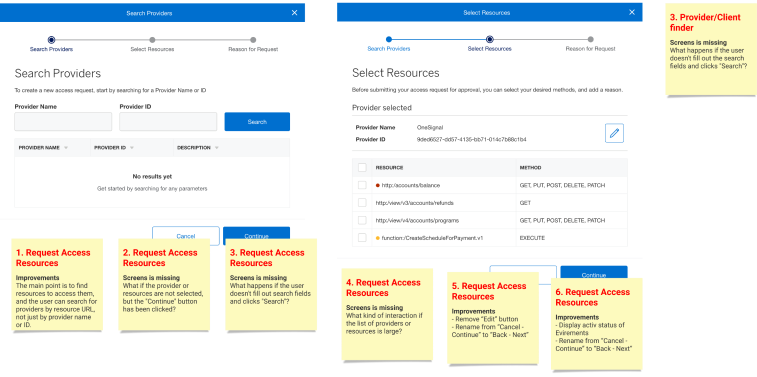 Search Providers
Search Providers
Select Resources
Reason for Request
Search Providers
To create a new access request, start by searching for a Provider Name or ID
Provider Name
Provider ID
Search
PROVIDER NAME
PROVIDER ID
DESCRIPTION
No results yet
Get started by searching for any parameters
Cancel
Continue
1. Request Access
Resources
Improvements
The main point is to find
resources to access them,
and the user can search for
providers by resource URL,
not just by provider name
or ID.
2. Request Access
Resources
Screens is missing
What if the provider or
resources are not selected,
but the "Continue" button
has been clicked?
3. Request Access
Resources
Screens is missing
What happens if the user
doesn't fill out search fields
and clicks "Search"?
Select Resources
Search Providers
Select Resources
Reason for Request
Select Resources
Before submitting your access request for approval, you can select your desired methods, and add a reason.
Provider selected
Provider Name
OneSignal
Provider ID
9ded6527-dd57-4135-bb71-014c7b88c1b4
RESOURCE
METHOD
http:/accounts/balance
GET, PUT, POST, DELETE, PATCH
http:/view/v3/accounts/refunds
GET
http:/view/v4/accounts/programs
GET, PUT, POST, DELETE, PATCH
function:/CreateScheduleForPayment.v1
EXECUTE
Continue
4. Request Access
Resources
Screens is missing
What kind of interaction if
the list of providers or
resources is large?
5. Request Access
Resources
Improvements
- Remove "Edit" button
- Rename from "Cancel -
Continue" to "Back - Next"
6. Request Access
Resources
Improvements
- Display activ status of
Evirements
- Rename from "Cancel -
Continue" to "Back - Next"
3. Provider/Client
finder
Screens is missing
What happens if the user
doesn't fill out the search
fields and clicks "Search"?